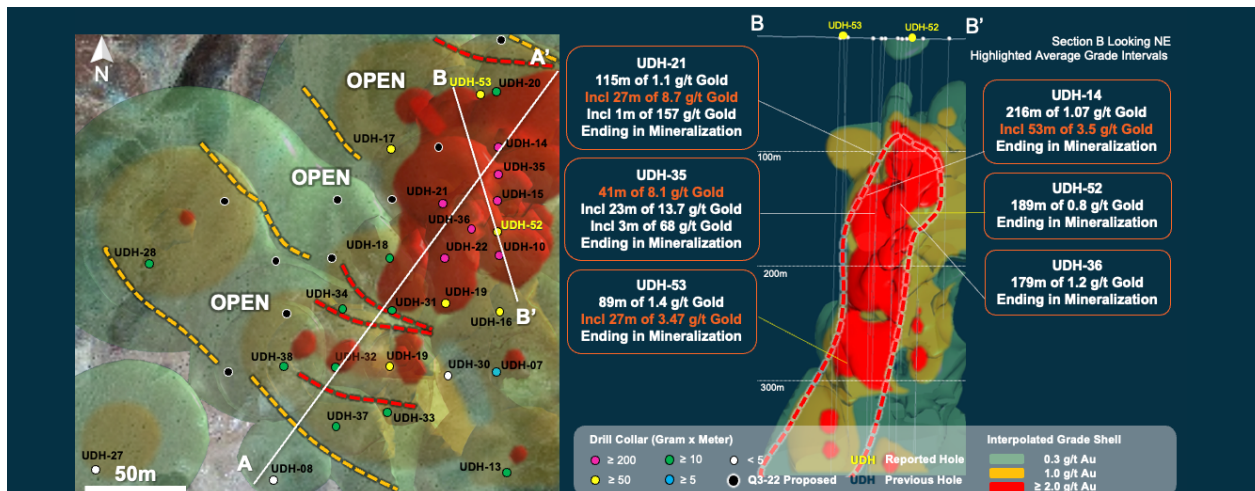 N
A'
OPEN
B
UDH-53
UDH-20
UDH-17
UDH-14
OPEN
UDH-35
UDH-21
UDH-15
UDH-36
UDH-52
UDH-28
UDH-18
UDH-22
UDH-10
OPEN
UDH-34
UDH-31
UDH-19
B'
UDH-16
UDH-38
UDH-32
UDH-19
UDH-30
UDH-07
UDH-37
UDH-33
UDH-27
A
UDH-08
UDH-13
50m
B
UDH-53
UDH-52
B'
Section B Looking NE
Highlighted Average Grade Intervals
UDH-21
115m of 1.1 g/t Gold
Incl 27m of 8.7 g/t Gold
Incl 1m of 157 g/t Gold
Ending in Mineralization
UDH-35
41m of 8.1 g/t Gold
Incl 23m of 13.7 g/t Gold
Incl 3m of 68 g/t Gold
Ending in Mineralization
UDH-53
89m of 1.4 g/t Gold
Incl 27m of 3.47 g/t Gold
Ending in Mineralization
100m
200m
300m
UDH-14
216m of 1.07 g/t Gold
Incl 53m of 3.5 g/t Gold
Ending in Mineralization
UDH-52
189m of 0.8 g/t Gold
Ending in Mineralization
UDH-36
179m of 1.2 g/t Gold
Ending in Mineralization
Drill Collar (Gram x Meter)
≥ 200
≥ 10
< 5
≥ 50
≥ 5
Q3-22 Proposed
UDH Reported Hole
UDH Previous Hole
Interpolated Grade Shell
0.3 g/t Au
1.0 g/t Au
≥ 2.0 g/t Au